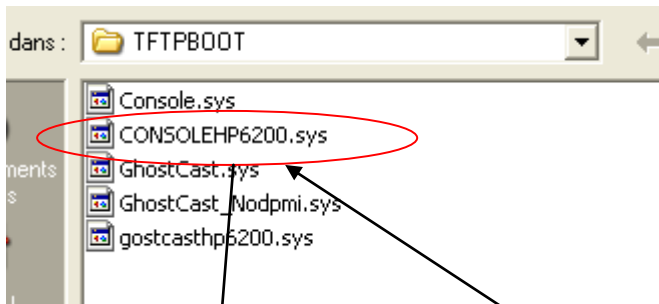 dans : TFTPBOOT
Console.sys
CONSOLEHP6200.sys
GhostCast.sys
GhostCast_Nodpmi.sys
gostcasthp6200.sys